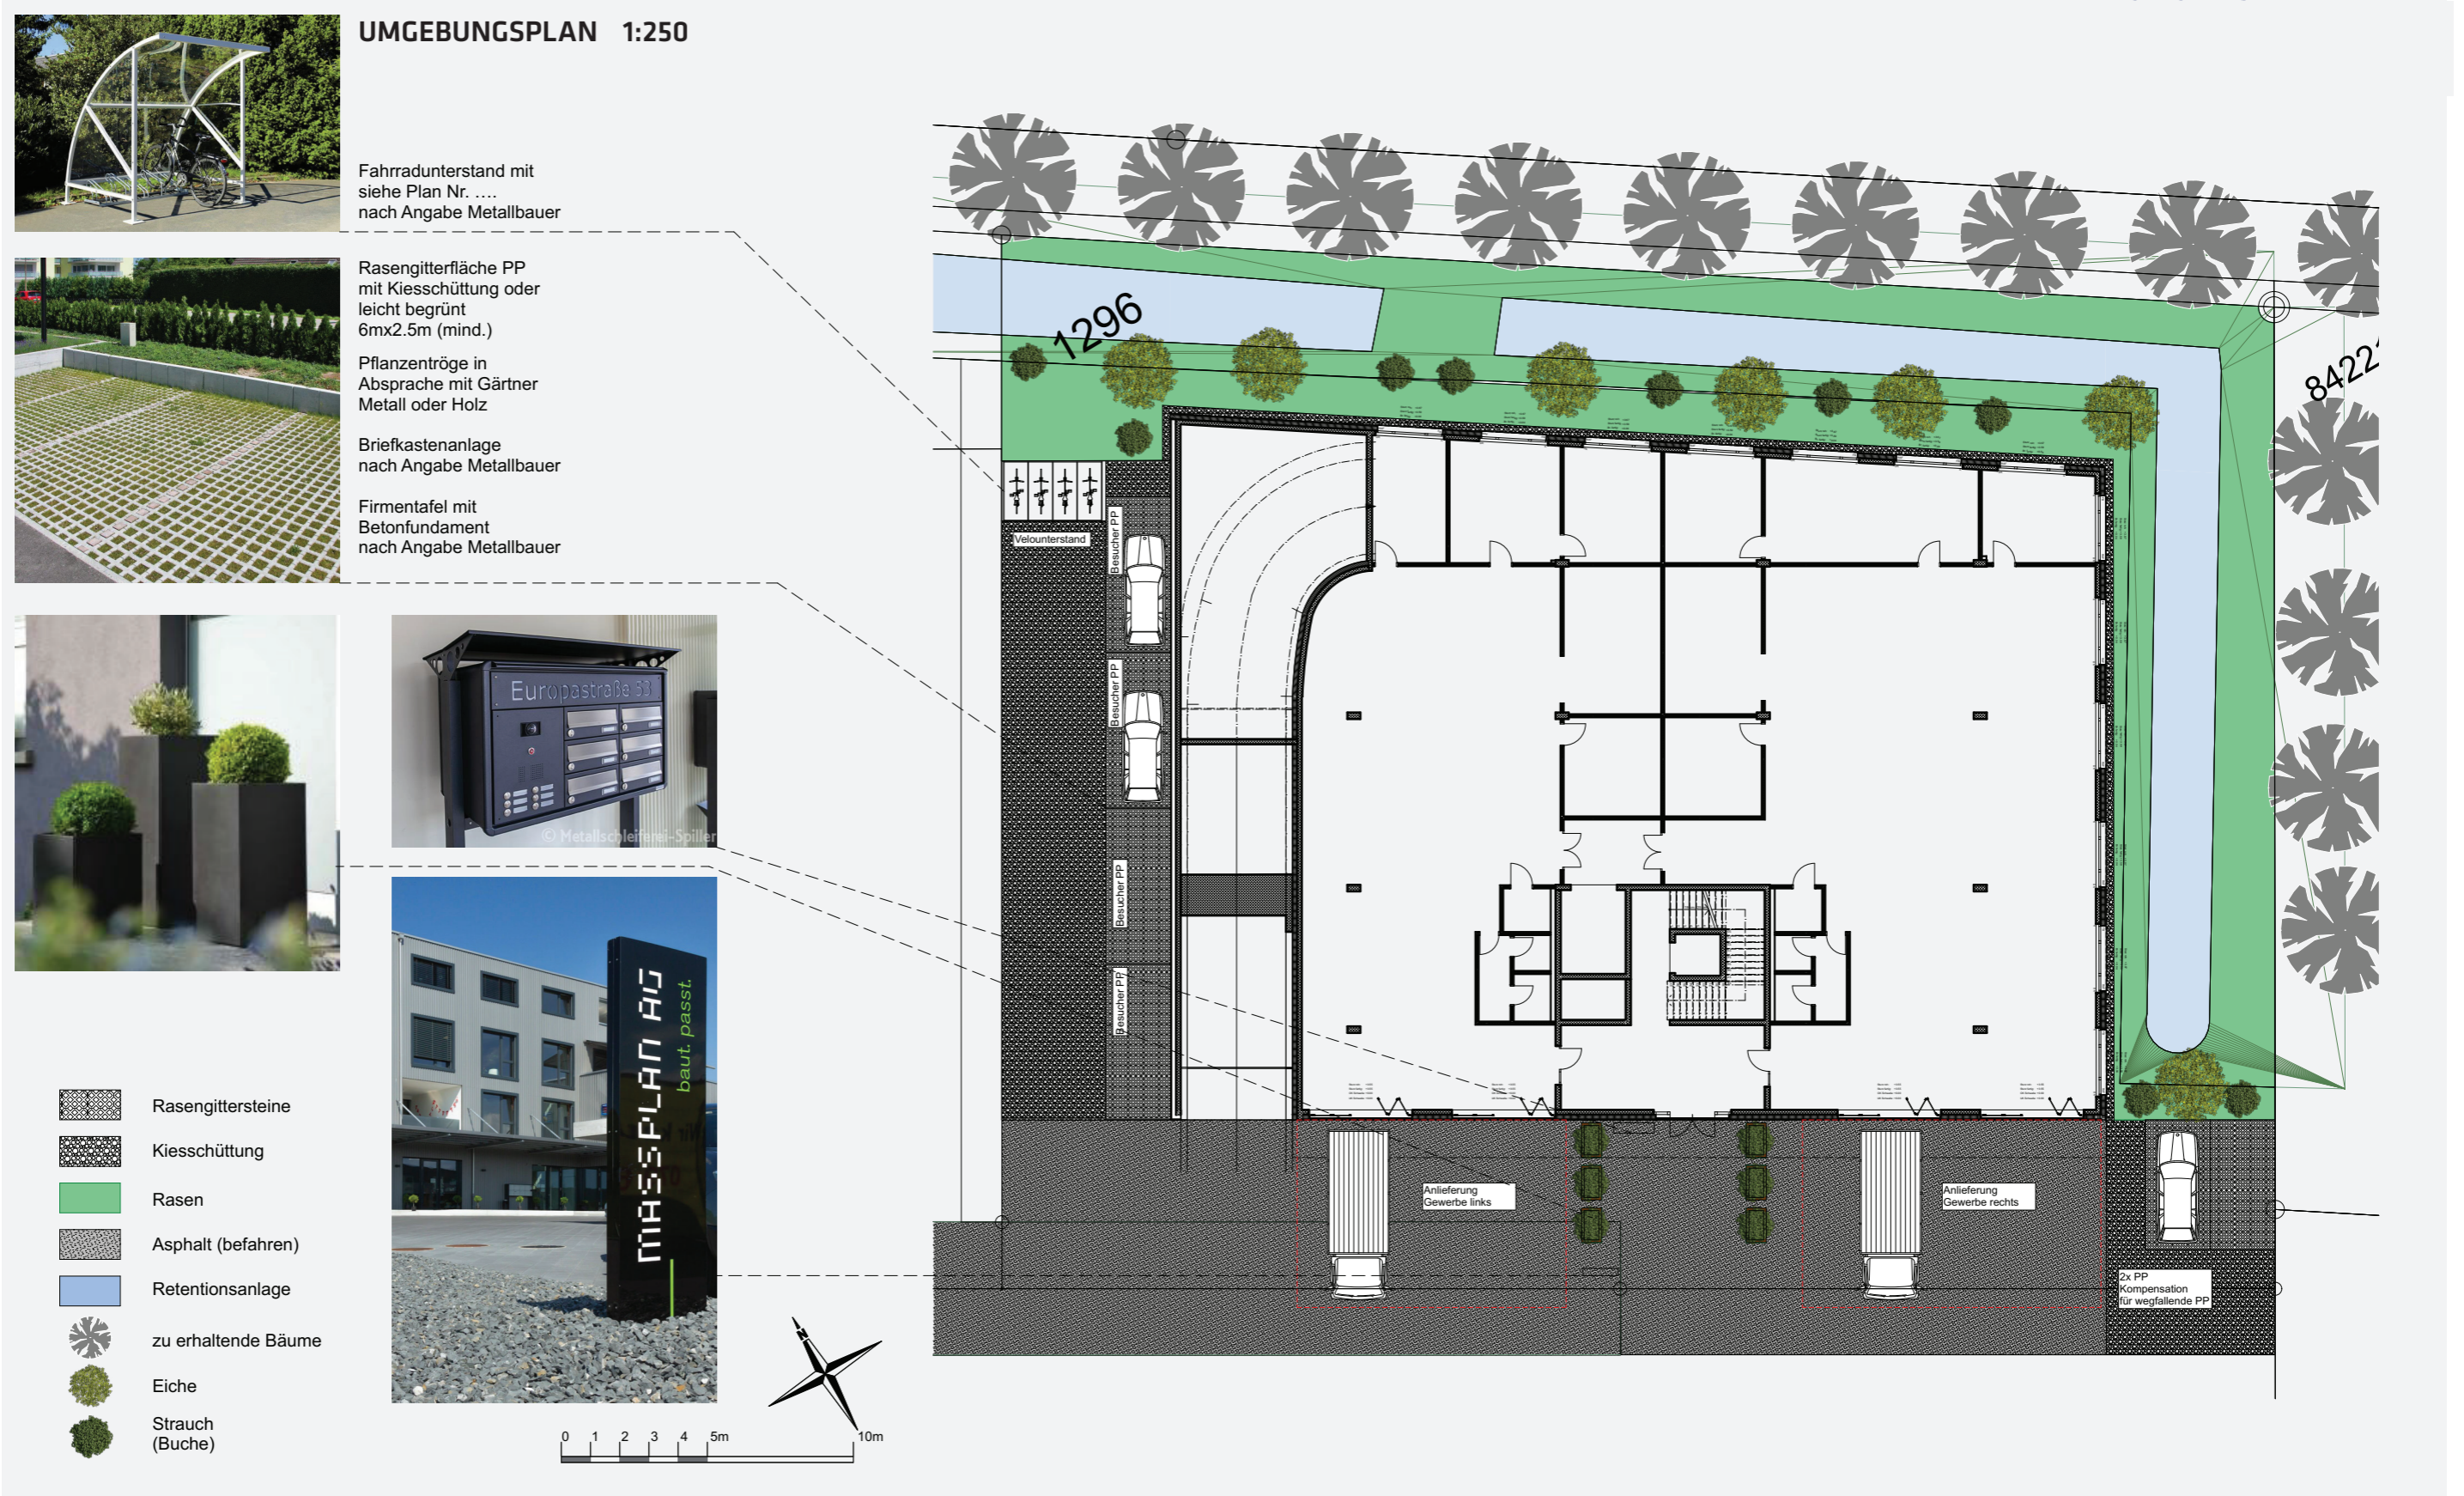 UMGEBUNGSPLAN 1:250
Fahrradunterstand mit
siehe Plan Nr. ....
nach Angabe Metallbauer
Rasengitterfläche PP
mit Kiesschüttung oder
leicht begrünt
6mx2.5m (mind.)
Pflanzentröge in
Absprache mit Gärtner
Metall oder Holz
Briefkastenanlage
nach Angabe Metallbauer
Firmentafel mit
Betonfundament
nach Angabe Metallbauer
Europastraße 53
© Metallschleiferei-Spiller
MASSPLAN AG
baut. passt.
Rasengittersteine
Kiesschüttung
Rasen
Asphalt (befahren)
Retentionsanlage
zu erhaltende Bäume
Eiche
Strauch
(Buche)
N
0 1 2 3 4 5m 10m
1296
8422
Velounterstand
Besucher PP
Besucher PP
Besucher PP
Besucher PP
Anlieferung
Gewerbe links
Anlieferung
Gewerbe rechts
2x PP
Kompensation
für wegfallende PP